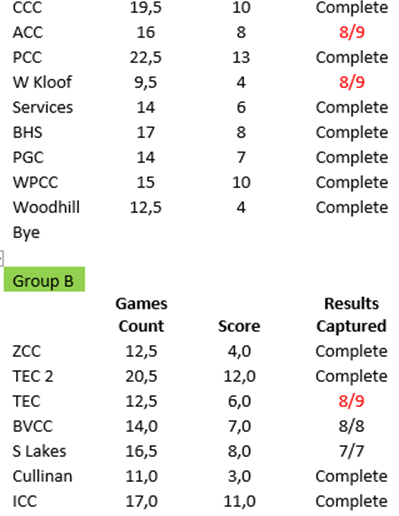 CCC 19,5 10 Complete
ACC 16 8 8/9
PCC 22,5 13 Complete
W Kloof 9,5 4 8/9
Services 14 6 Complete
BHS 17 8 Complete
PGC 14 7 Complete
WPCC 15 10 Complete
Woodhill 12,5 4 Complete
Bye
Group B
Games Results
Count Score Captured
ZCC 12,5 4,0 Complete
TEC 2 20,5 12,0 Complete
TEC 12,5 6,0 8/9
BVCC 14,0 7,0 8/8
S Lakes 16,5 8,0 7/7
Cullinan 11,0 3,0 Complete
ICC 17,0 11,0 Complete